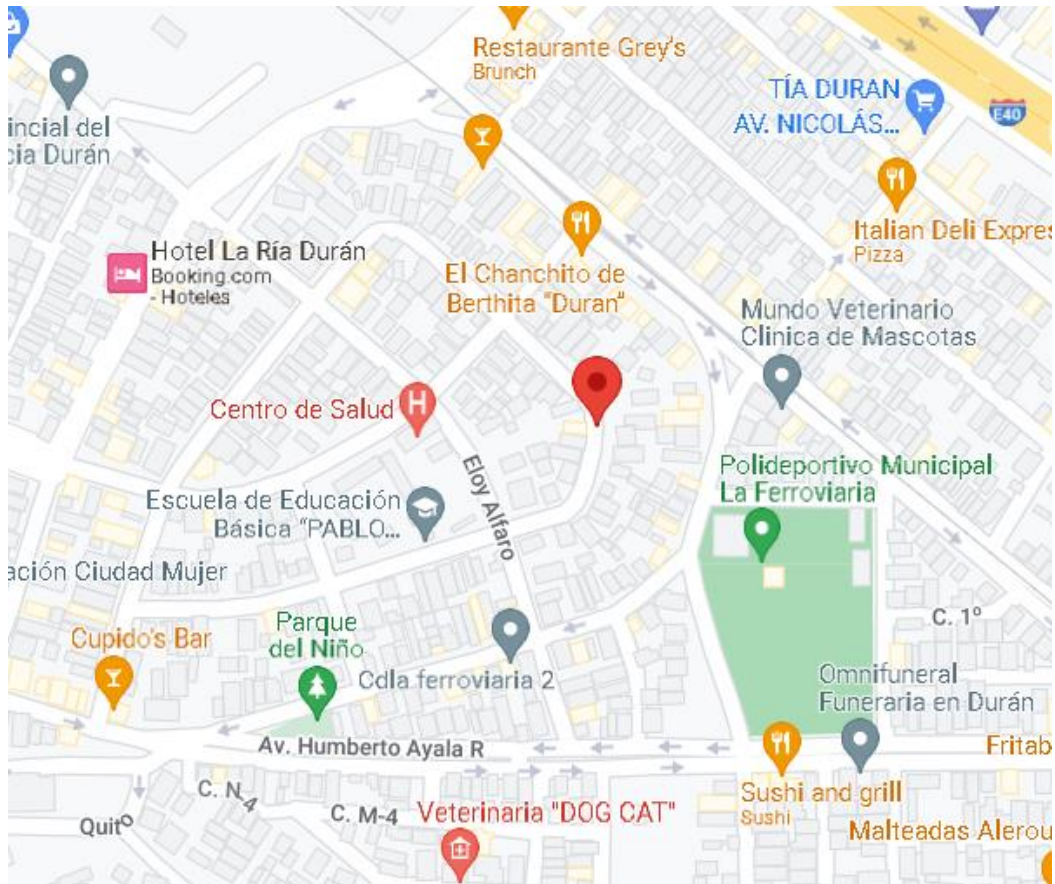 Restaurante Grey's
Brunch
TÍA DURAN
AV. NICOLÁS...
E40
incial del
cia Durán
Italian Deli Expres
Pizza
Hotel La Ría Durán
Booking.com
- Hoteles
El Chanchito de
Berthita "Duran"
Mundo Veterinario
Clinica de Mascotas
Centro de Salud
H
Polideportivo Municipal
La Ferroviaria
Eloy Alfaro
Escuela de Educación
Básica "PABLO...
ación Ciudad Mujer
C. 1º
Parque
del Niño
Cupido's Bar
Cdla ferroviaria 2
Omnifuneral
Funeraria en Durán
Av. Humberto Ayala R
Fritab
C. N 4
C. M-4
Quito
Veterinaria "DOG CAT"
Sushi and grill
Sushi
Malteadas Alerou